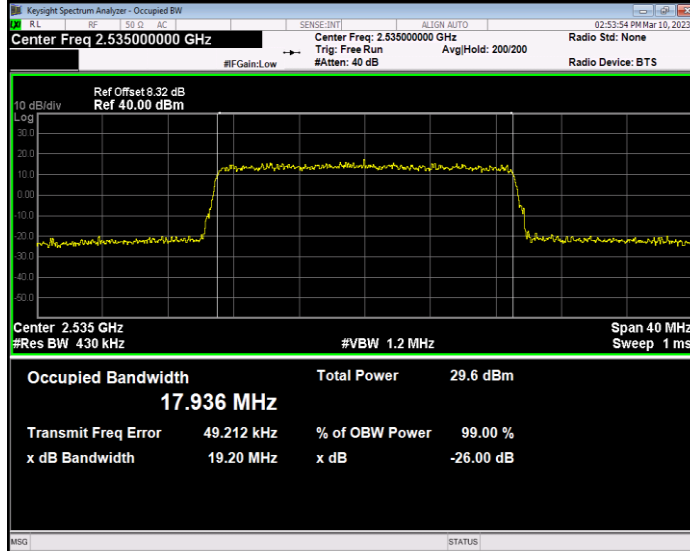 Keysight Spectrum Analyzer - Occupied BW
RL RF 50 Ω AC SENSE:INT ALIGN AUTO 02:53:54 PM Mar 10, 2023
Center Freq 2.535000000 GHz Center Freq: 2.535000000 GHz Radio Std: None
Trig: Free Run Avg|Hold: 200/200
#IFGain:Low #Atten: 40 dB Radio Device: BTS
Ref Offset 8.32 dB
10 dB/div Ref 40.00 dBm
Log
30.0
20.0
10.0
0.00
-10.0
-20.0
-30.0
-40.0
-50.0
Center 2.535 GHz Span 40 MHz
#Res BW 430 kHz #VBW 1.2 MHz Sweep 1 ms
Occupied Bandwidth Total Power 29.6 dBm
17.936 MHz
Transmit Freq Error 49.212 kHz % of OBW Power 99.00 %
x dB Bandwidth 19.20 MHz x dB -26.00 dB
MSG STATUS